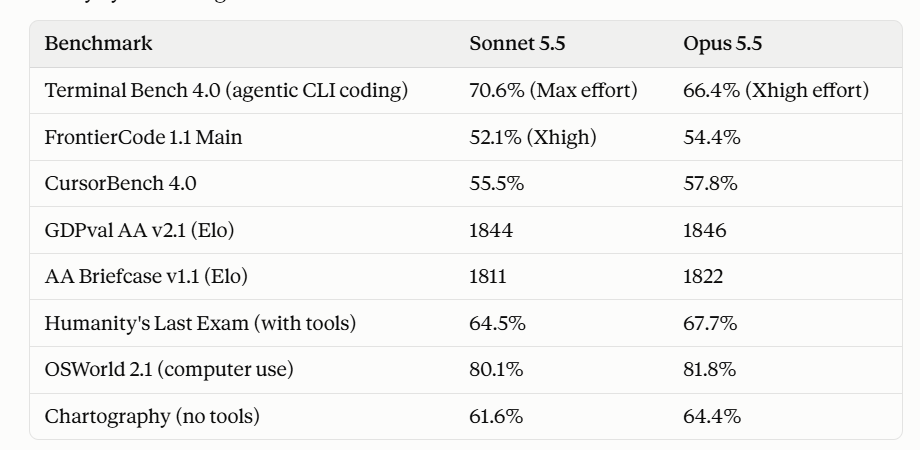 Benchmark Sonnet 5.5 Opus 5.5
Terminal Bench 4.0 (agentic CLI coding) 70.6% (Max effort) 66.4% (Xhigh effort)
FrontierCode 1.1 Main 52.1% (Xhigh) 54.4%
CursorBench 4.0 55.5% 57.8%
GDPval AA v2.1 (Elo) 1844 1846
AA Briefcase v1.1 (Elo) 1811 1822
Humanity's Last Exam (with tools) 64.5% 67.7%
OSWorld 2.1 (computer use) 80.1% 81.8%
Chartography (no tools) 61.6% 64.4%